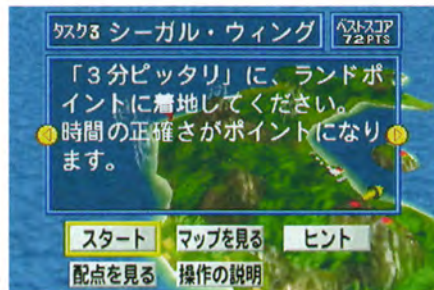 タスク3 シーガル・ウィング
ベストスコア
72PTS
「3分ピッタリ」に、ランドポ
イントに着地してください。
時間の正確さがポイントになり
ます。
スタート
マップを見る
ヒント
配点を見る
操作の説明